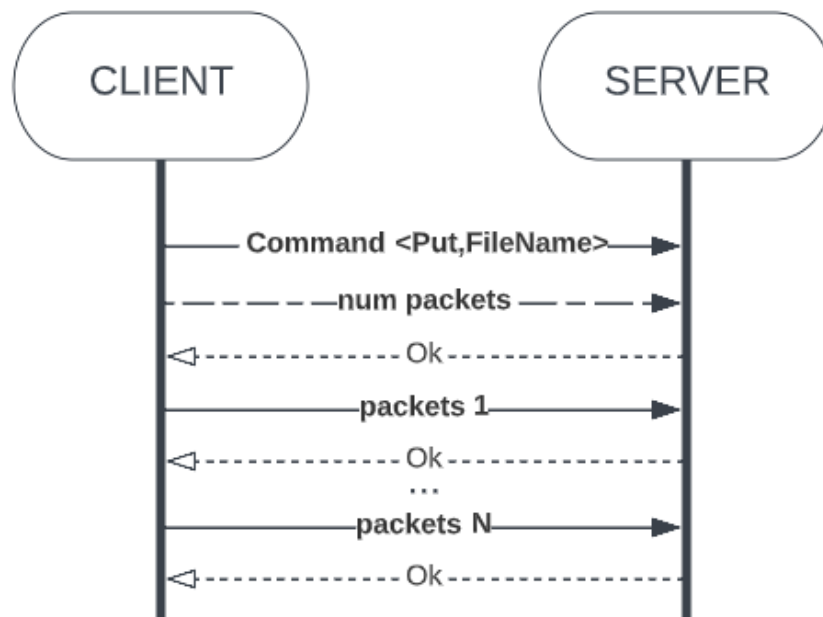 CLIENT
SERVER
Command <Put,FileName>
num packets
Ok
packets 1
Ok
...
packets N
Ok